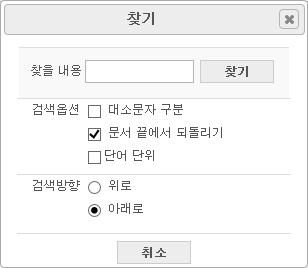 찾기
찾을 내용 찾기
검색옵션 대소문자 구분
문서 끝에서 되돌리기
단어 단위
검색방향 위로
아래로
취소